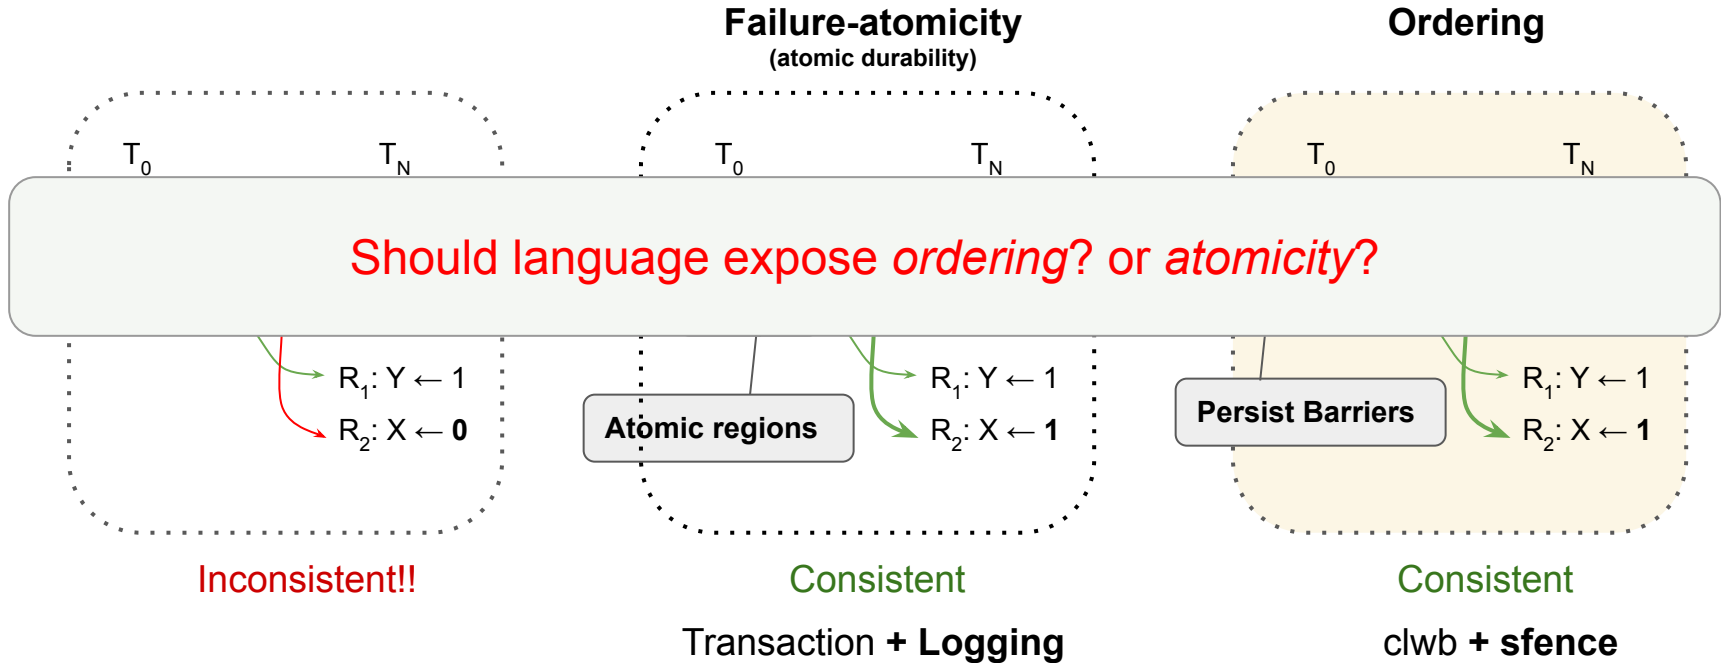 Failure-atomicity
(atomic durability)
Ordering
T₀ Tₙ
T₀ Tₙ
T₀ Tₙ
Should language expose ordering? or atomicity?
R₁: Y ← 1
R₂: X ← 0
Atomic regions
R₁: Y ← 1
R₂: X ← 1
Persist Barriers
R₁: Y ← 1
R₂: X ← 1
Inconsistent!!
Consistent
Consistent
Transaction + Logging
clwb + sfence